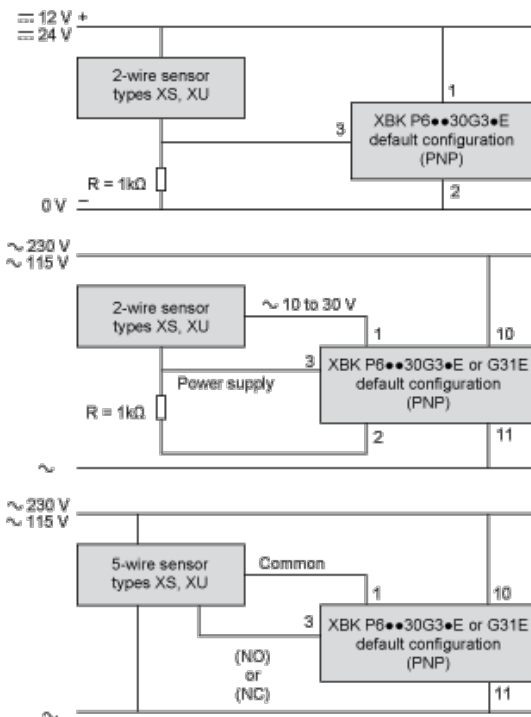 ⎓ 12 V +
⎓ 24 V
2-wire sensor
types XS, XU
1
3
XBK P6●●30G3●E
default configuration
(PNP)
R = 1kΩ
2
0 V −
~ 230 V
~ 115 V
2-wire sensor
types XS, XU
~ 10 to 30 V
1
10
3
XBK P6●●30G3●E or G31E
default configuration
(PNP)
Power supply
R = 1kΩ
2
11
~
~ 230 V
~ 115 V
5-wire sensor
types XS, XU
Common
1
10
3
XBK P6●●30G3●E or G31E
default configuration
(PNP)
(NO)
or
(NC)
11
~